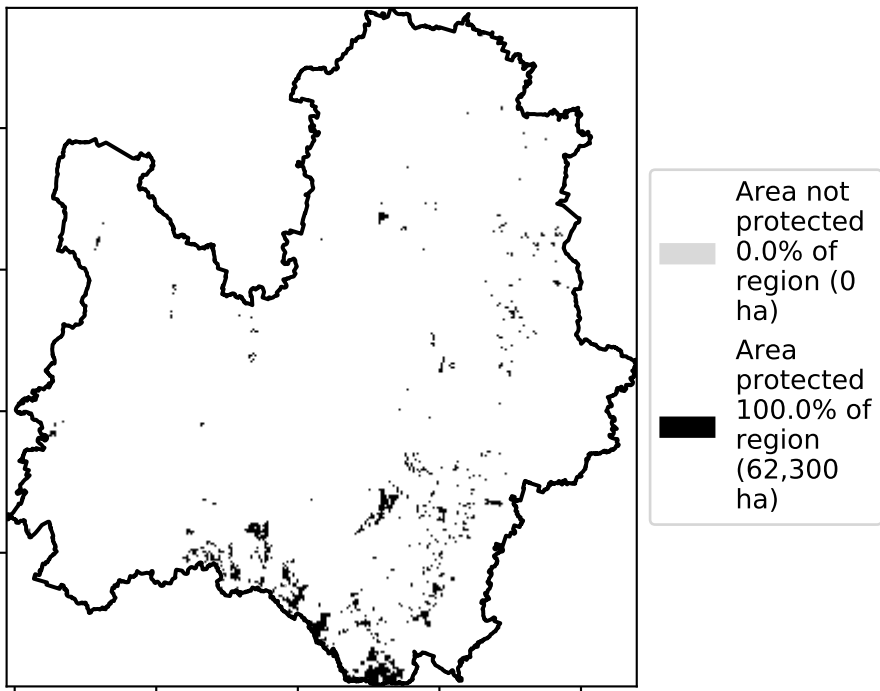 Area not
protected
0.0% of
region (0
ha)
Area
protected
100.0% of
region
(62,300
ha)